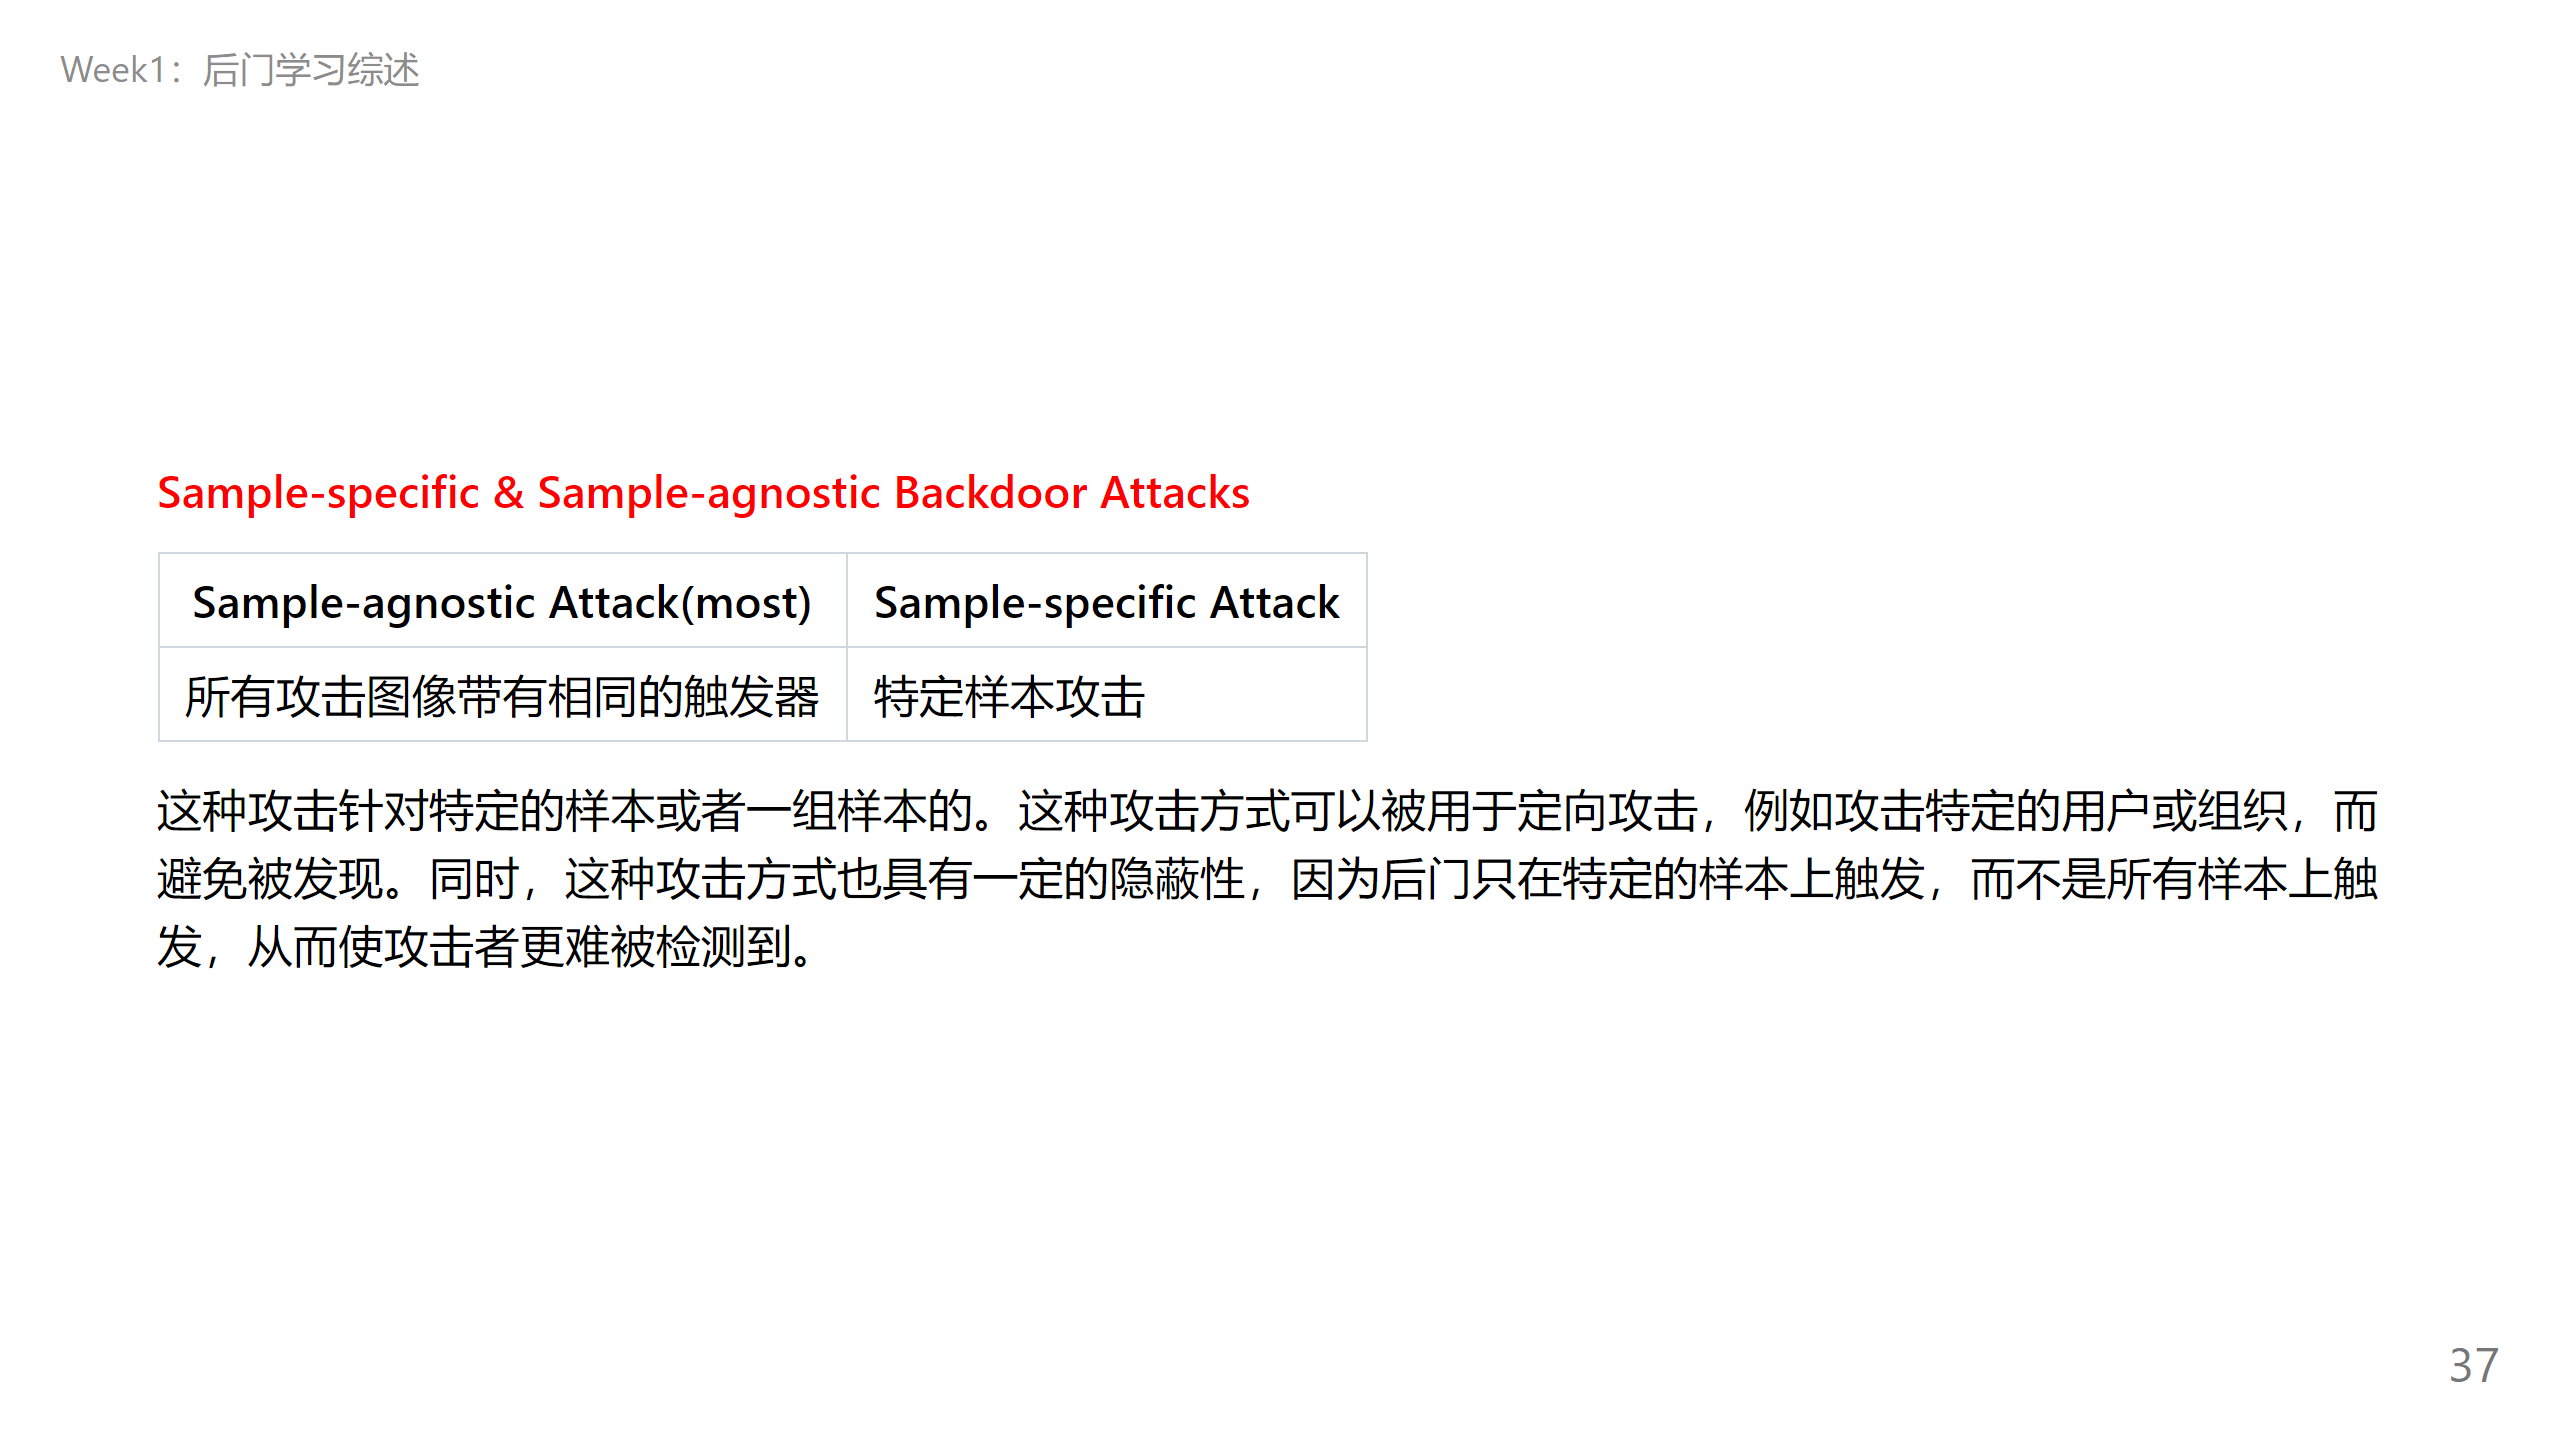 Week1：后门学习综述
Sample-specific & Sample-agnostic Backdoor Attacks
Sample-agnostic Attack(most) Sample-specific Attack
所有攻击图像带有相同的触发器 特定样本攻击
这种攻击针对特定的样本或者一组样本的。这种攻击方式可以被用于定向攻击，例如攻击特定的用户或组织，而
避免被发现。同时，这种攻击方式也具有一定的隐蔽性，因为后门只在特定的样本上触发，而不是所有样本上触
发，从而使攻击者更难被检测到。
37